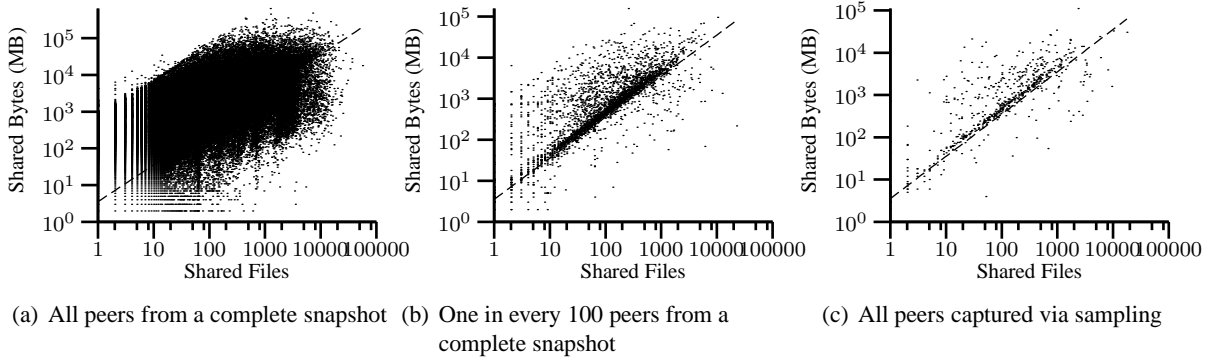 Shared Bytes (MB)
10^5
10^4
10^3
10^2
10^1
10^0
1 10 100 1000 10000 100000
Shared Files
(a) All peers from a complete snapshot
Shared Bytes (MB)
10^5
10^4
10^3
10^2
10^1
10^0
1 10 100 1000 10000 100000
Shared Files
(b) One in every 100 peers from a
complete snapshot
Shared Bytes (MB)
10^5
10^4
10^3
10^2
10^1
10^0
1 10 100 1000 10000 100000
Shared Files
(c) All peers captured via sampling